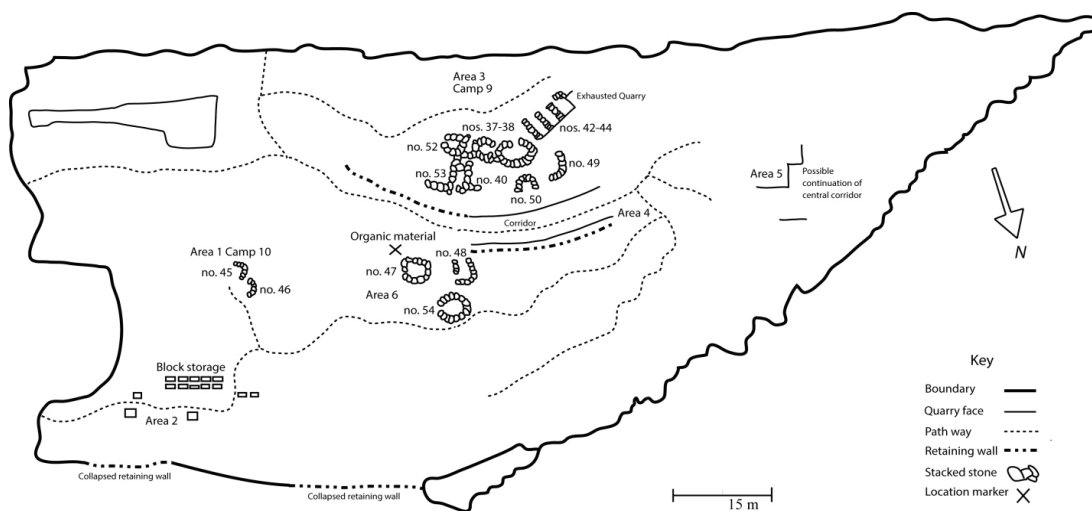 Area 3
Camp 9
Exhausted Quarry
nos. 37-38
nos. 42-44
no. 52
no. 49
no. 53
no. 40
no. 50
Area 5
Possible
continuation of
central corridor
Corridor
Area 4
Organic material
no. 48
Area 1 Camp 10
no. 45
no. 47
no. 46
Area 6
no. 54
N
Block storage
Area 2
Collapsed retaining wall
Collapsed retaining wall
15 m
Key
Boundary
Quarry face
Path way
Retaining wall
Stacked stone
Location marker